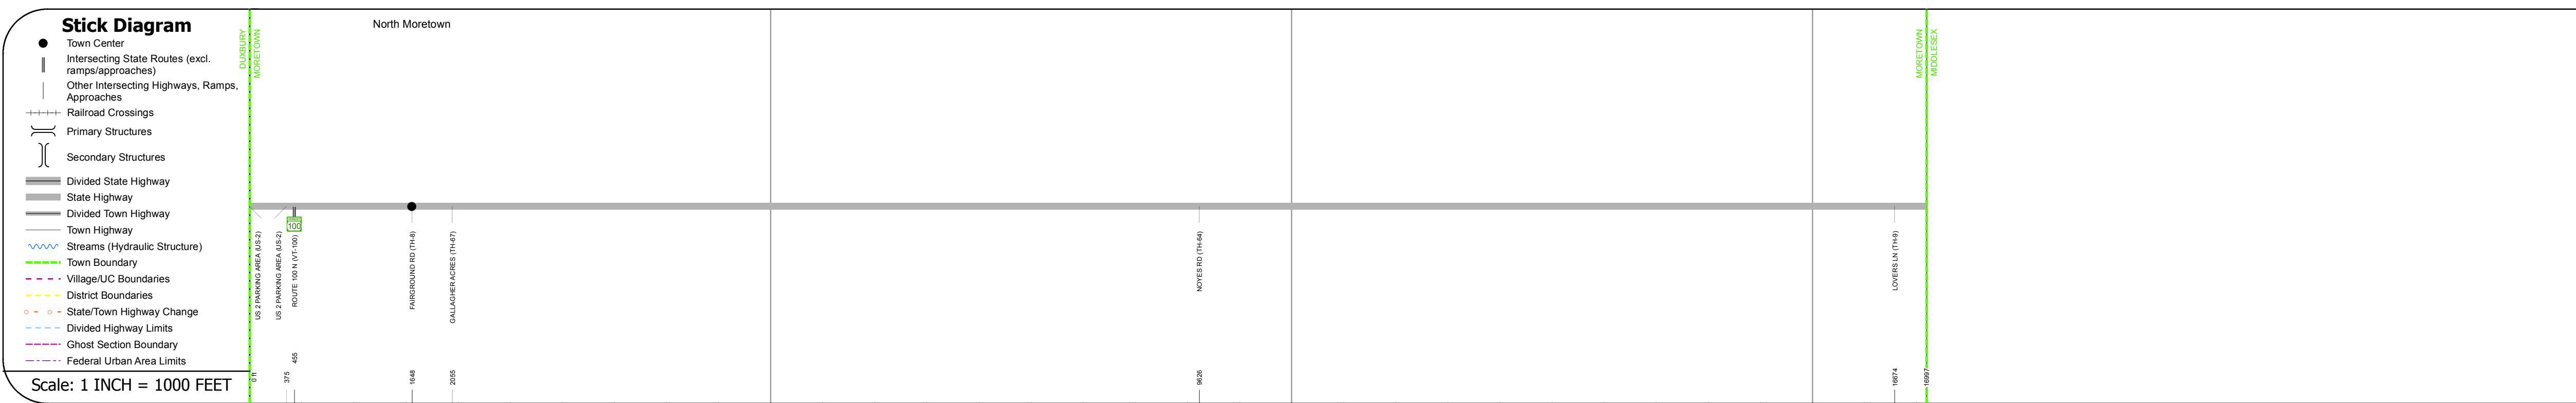 Stick Diagram
Town Center
Intersecting State Routes (excl.
ramps/approaches)
Other Intersecting Highways, Ramps,
Approaches
Railroad Crossings
Primary Structures
Secondary Structures
Divided State Highway
State Highway
Divided Town Highway
Town Highway
Streams (Hydraulic Structure)
Town Boundary
Village/UC Boundaries
District Boundaries
State/Town Highway Change
Divided Highway Limits
Ghost Section Boundary
Federal Urban Area Limits
Scale: 1 INCH = 1000 FEET
DUXBURY
MORETOWN
North Moretown
MORETOWN
MIDDLESEX
100
US 2 PARKING AREA (US-2)
US 2 PARKING AREA (US-2)
ROUTE 100 N (VT-100)
FAIRGROUND RD (TH-8)
GALLAGHER ACRES (TH-67)
NOYES RD (TH-64)
LOVERS LN (TH-9)
0 ft
375
455
1648
2055
9626
16674
16997